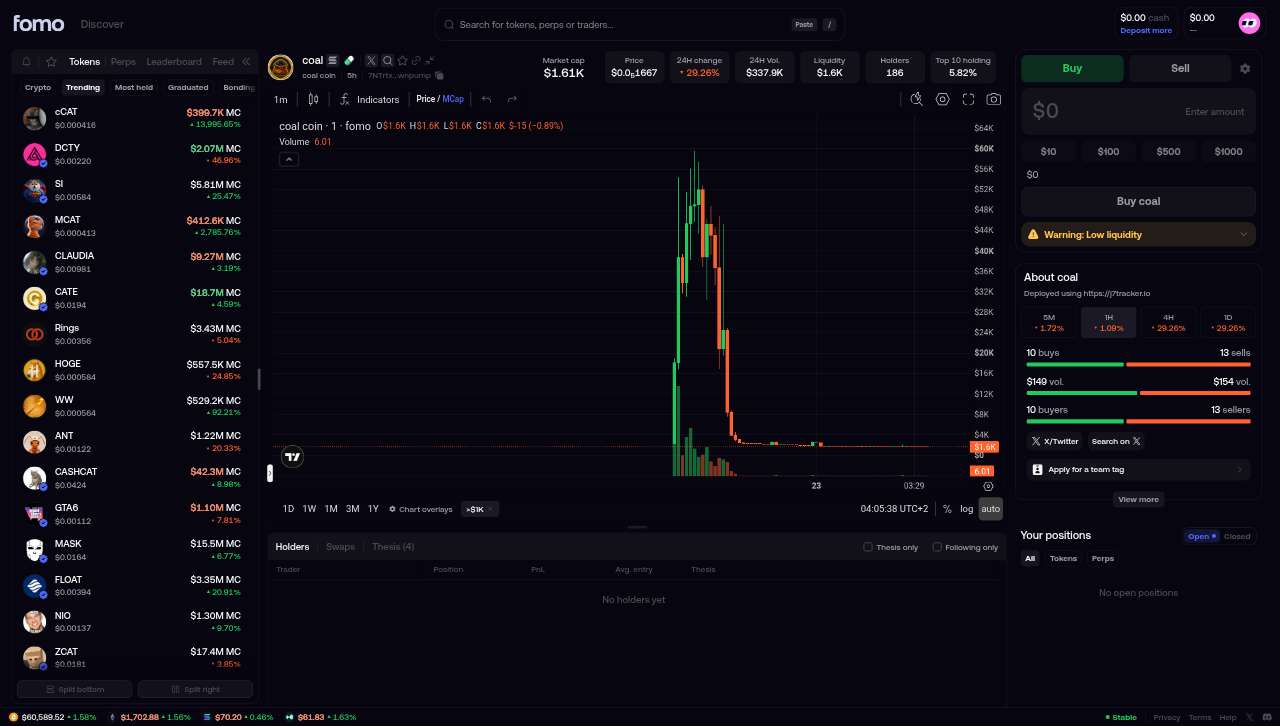 fomo Discover
Search for tokens, perps or traders... Paste /
$0.00 cash
Deposit more
$0.00
—
Tokens Perps Leaderboard Feed
Crypto Trending Most held Graduated Bonding
cCAT $399.7K MC
$0.000416 13,995.65%
DCTY $2.07M MC
$0.00220 46.96%
SI $5.81M MC
$0.00584 25.47%
MCAT $412.6K MC
$0.000413 2,785.76%
CLAUDIA $9.27M MC
$0.00981 3.19%
CATE $18.7M MC
$0.0194 4.59%
Rings $3.43M MC
$0.00356 5.04%
HOGE $557.5K MC
$0.000584 24.85%
WW $529.2K MC
$0.000564 92.21%
ANT $1.22M MC
$0.00122 20.33%
CASHCAT $42.3M MC
$0.0424 8.98%
GTA6 $1.10M MC
$0.00112 7.81%
MASK $15.5M MC
$0.0164 6.77%
FLOAT $3.35M MC
$0.00394 20.91%
NIO $1.30M MC
$0.00137 9.70%
ZCAT $17.4M MC
$0.0181 3.85%
Split bottom Split right
coal
coal coin 5h 7NTrtx...wnpump
Market cap
$1.61K
Price
$0.0₅1667
24H change
29.26%
24H Vol.
$337.9K
Liquidity
$1.6K
Holders
186
Top 10 holding
5.82%
1m Indicators Price / MCap
coal coin · 1 · fomo O$1.6K H$1.6K L$1.6K C$1.6K $-15 (−0.89%)
Volume 6.01
$64K
$60K
$56K
$52K
$48K
$44K
$40K
$36K
$32K
$28K
$24K
$20K
$16K
$12K
$8K
$4K
$1.6K
$0
6.01
23 03:29
1D 1W 1M 3M 1Y Chart overlays >$1K 04:05:38 UTC+2 % log auto
Holders Swaps Thesis (4) Thesis only Following only
Trader Position PnL Avg. entry Thesis
No holders yet
Buy Sell
$0 Enter amount
$10 $100 $500 $1000
$0
Buy coal
Warning: Low liquidity
About coal
Deployed using https://j7tracker.io
5M 1H 4H 1D
1.72% 1.09% 29.26% 29.26%
10 buys 13 sells
$149 vol. $154 vol.
10 buyers 13 sellers
X/Twitter Search on X
Apply for a team tag
View more
Your positions Open Closed
All Tokens Perps
No open positions
$60,589.52 1.58% $1,702.88 1.56% $70.20 0.46% $61.83 1.63% Stable Privacy Terms Help